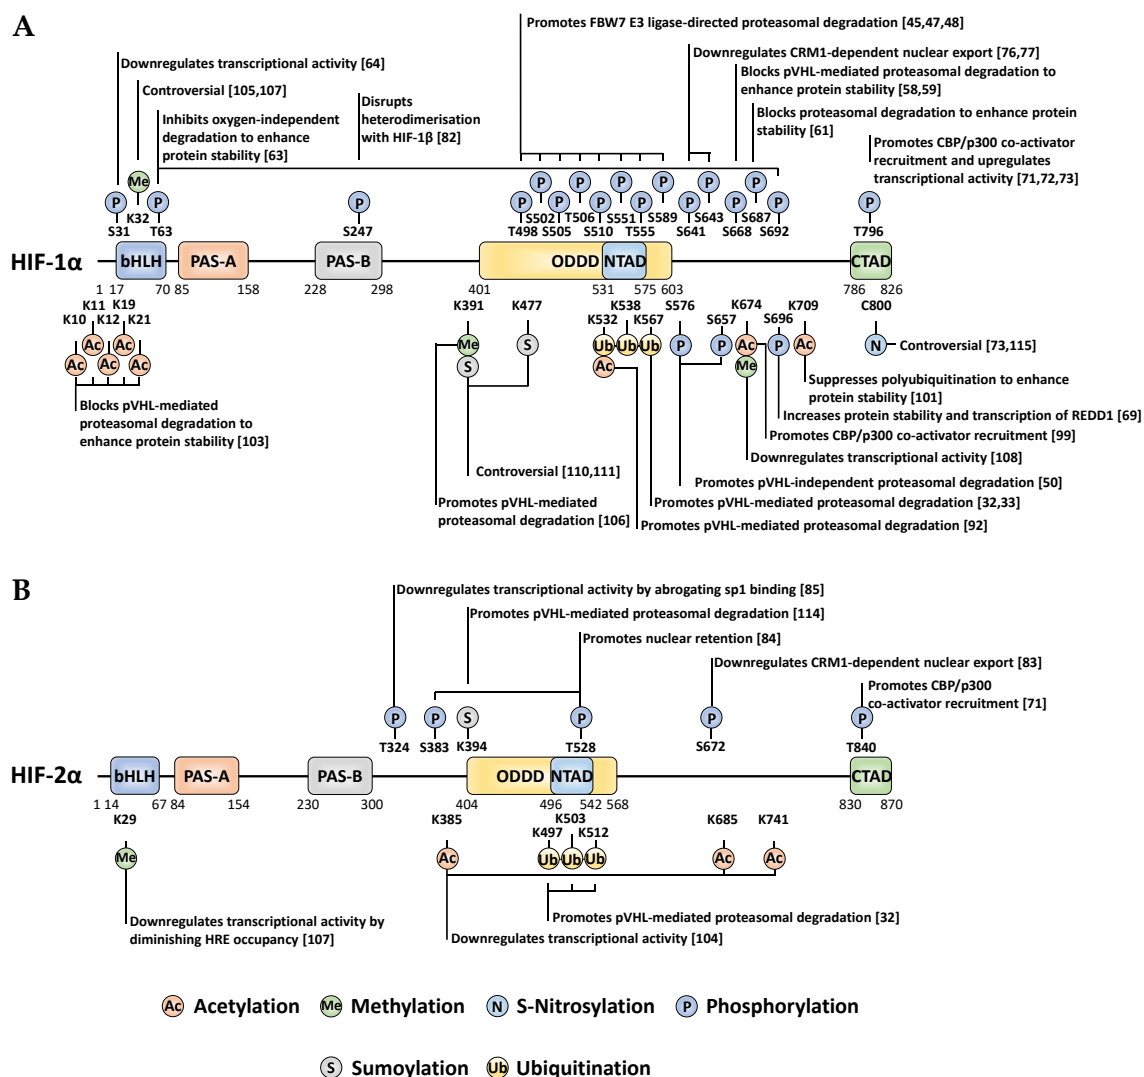 A
Promotes FBW7 E3 ligase-directed proteasomal degradation [45,47,48]
Downregulates transcriptional activity [64]
Downregulates CRM1-dependent nuclear export [76,77]
Controversial [105,107]
Blocks pVHL-mediated proteasomal degradation to
enhance protein stability [58,59]
Inhibits oxygen-independent
degradation to enhance
protein stability [63]
Disrupts
heterodimerisation
with HIF-1β [82]
Blocks proteasomal degradation to enhance protein
stability [61]
Promotes CBP/p300 co-activator
recruitment and upregulates
transcriptional activity [71,72,73]
Me P P P P P P
P P P P P P P P P P P
K32 S502 T506 S551 S589 S643 S687
S31 T63 S247 T498 S505 S510 T555 S641 S668 S692 T796
HIF-1α bHLH PAS-A PAS-B ODDD NTAD CTAD
1 17 70 85 158 228 298 401 531 575 603 786 826
K11 K19 K391 K477 K538 S576 K674 K709 C800
K10 K12 K21 K532 K567 S657 S696
Ac Ac Me S Ub Ub Ub P P Ac P Ac N Controversial [73,115]
Ac Ac Ac S Ac Me
Suppresses polyubiquitination to enhance
protein stability [101]
Blocks pVHL-mediated
proteasomal degradation to
enhance protein stability [103]
Increases protein stability and transcription of REDD1 [69]
Promotes CBP/p300 co-activator recruitment [99]
Downregulates transcriptional activity [108]
Controversial [110,111]
Promotes pVHL-independent proteasomal degradation [50]
Promotes pVHL-mediated
proteasomal degradation [106]
Promotes pVHL-mediated proteasomal degradation [32,33]
Promotes pVHL-mediated proteasomal degradation [92]
B
Downregulates transcriptional activity by abrogating sp1 binding [85]
Promotes pVHL-mediated proteasomal degradation [114]
Promotes nuclear retention [84]
Downregulates CRM1-dependent nuclear export [83]
Promotes CBP/p300
co-activator recruitment [71]
P P S P P P
T324 S383 K394 T528 S672 T840
HIF-2α bHLH PAS-A PAS-B ODDD NTAD CTAD
1 14 67 84 154 230 300 404 496 542 568 830 870
K29 K385 K503 K685 K741
K497 K512
Me Ac Ub Ub Ub Ac Ac
Downregulates transcriptional activity by
diminishing HRE occupancy [107]
Promotes pVHL-mediated proteasomal degradation [32]
Downregulates transcriptional activity [104]
Ac Acetylation Me Methylation N S-Nitrosylation P Phosphorylation
S Sumoylation Ub Ubiquitination